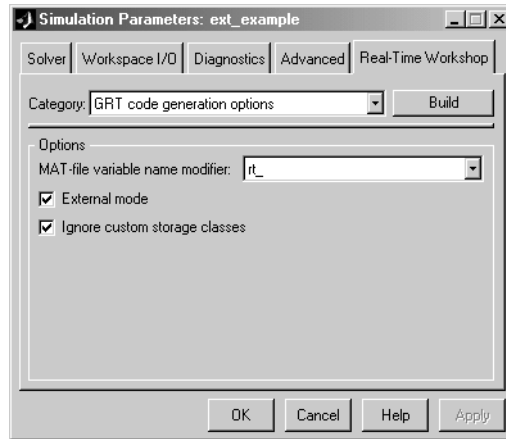 Simulation Parameters: ext_example
Solver Workspace I/O Diagnostics Advanced Real-Time Workshop
Category: GRT code generation options Build
Options
MAT-file variable name modifier: rt_
External mode
Ignore custom storage classes
OK Cancel Help Apply